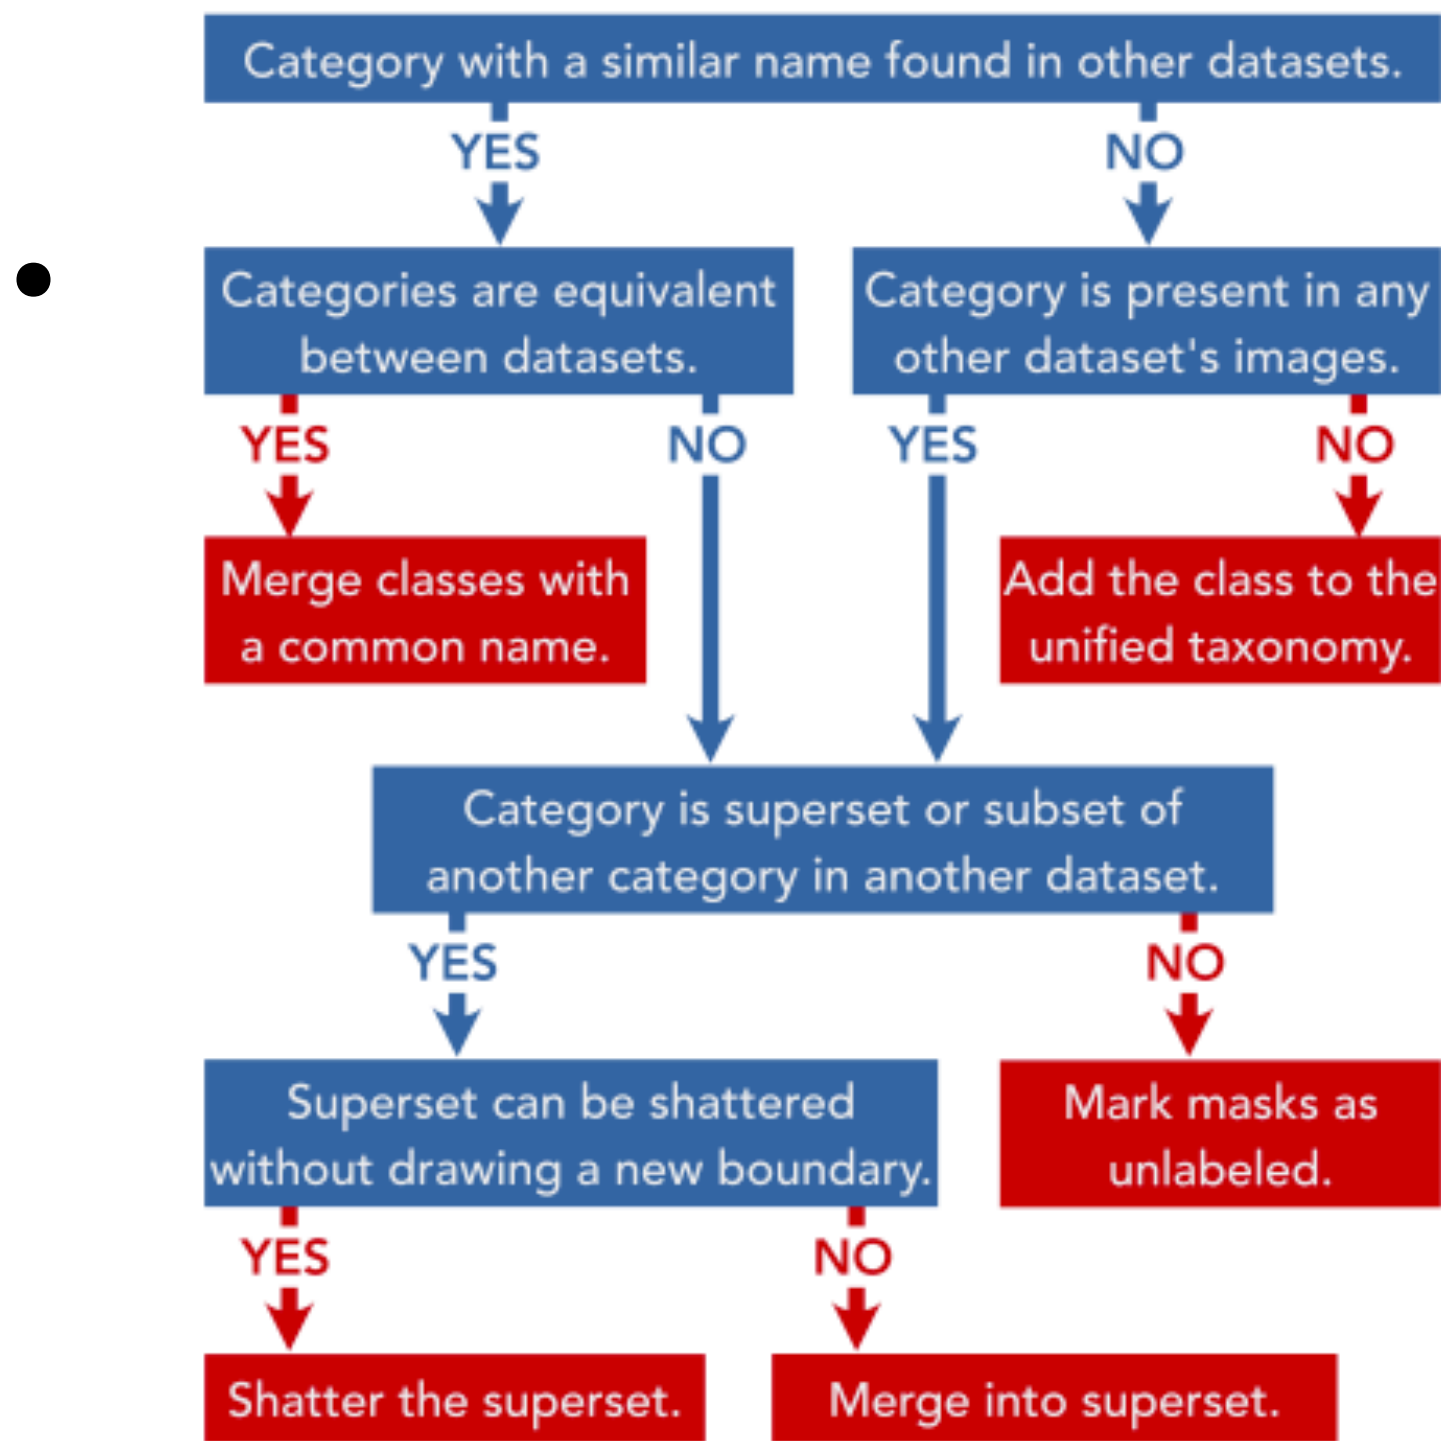 Category with a similar name found in other datasets.
YES
NO
Categories are equivalent
between datasets.
Category is present in any
other dataset's images.
YES
NO
YES
NO
Merge classes with
a common name.
Add the class to the
unified taxonomy.
Category is superset or subset of
another category in another dataset.
YES
NO
Superset can be shattered
without drawing a new boundary.
Mark masks as
unlabeled.
YES
NO
Shatter the superset.
Merge into superset.